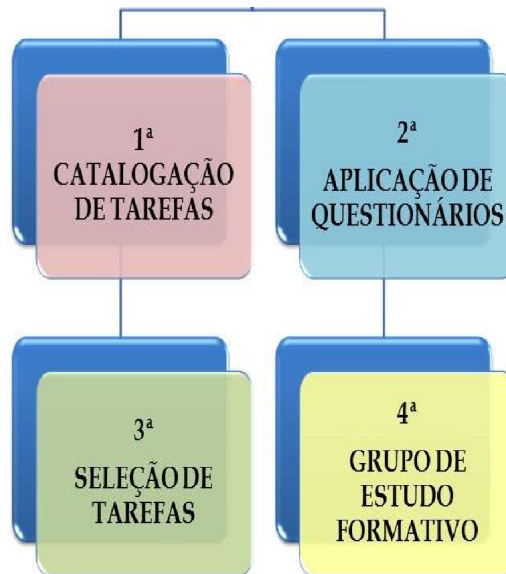 1ª
CATALOGAÇÃO
DE TAREFAS
2ª
APLICAÇÃO DE
QUESTIONÁRIOS
3ª
SELEÇÃO DE
TAREFAS
4ª
GRUPO DE
ESTUDO
FORMATIVO